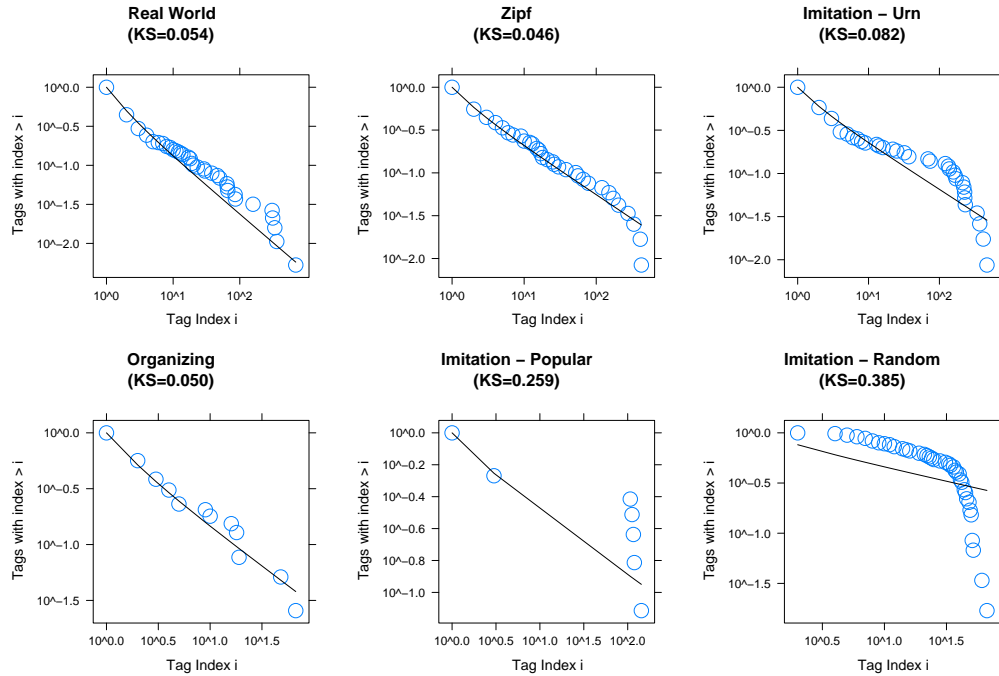 Real World
(KS=0.054)
Tags with index > i
10^0.0
10^−0.5
10^−1.0
10^−1.5
10^−2.0
10^0
10^1
10^2
Tag Index i
Zipf
(KS=0.046)
Tags with index > i
10^0.0
10^−0.5
10^−1.0
10^−1.5
10^−2.0
10^0
10^1
10^2
Tag Index i
Imitation − Urn
(KS=0.082)
Tags with index > i
10^0.0
10^−0.5
10^−1.0
10^−1.5
10^−2.0
10^0
10^1
10^2
Tag Index i
Organizing
(KS=0.050)
Tags with index > i
10^0.0
10^−0.5
10^−1.0
10^−1.5
10^0.0
10^0.5
10^1.0
10^1.5
Tag Index i
Imitation − Popular
(KS=0.259)
Tags with index > i
10^0.0
10^−0.2
10^−0.4
10^−0.6
10^−0.8
10^−1.0
10^0.0
10^0.5
10^1.0
10^1.5
10^2.0
Tag Index i
Imitation − Random
(KS=0.385)
Tags with index > i
10^0.0
10^−0.5
10^−1.0
10^−1.5
10^0.5
10^1.0
10^1.5
Tag Index i